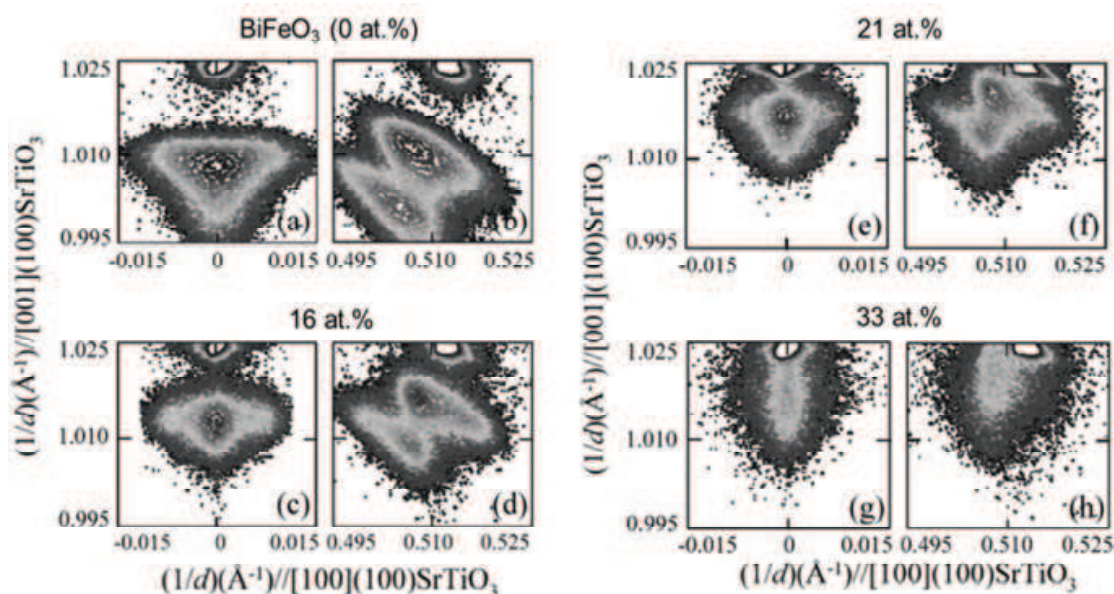 BiFeO₃ (0 at.%)
21 at.%
(1/d)(Å⁻¹)//[001](100)SrTiO₃
1.025
1.010
0.995
(a)
(b)
-0.015
0
0.015
0.495
0.510
0.525
16 at.%
1.025
1.010
0.995
(c)
(d)
-0.015
0
0.015
0.495
0.510
0.525
(1/d)(Å⁻¹)//[100](100)SrTiO₃
(1/d)(Å⁻¹)//[001](100)SrTiO₃
1.025
1.010
0.995
(e)
(f)
-0.015
0
0.015
0.495
0.510
0.525
33 at.%
1.025
1.010
0.995
(g)
(h)
-0.015
0
0.015
0.495
0.510
0.525
(1/d)(Å⁻¹)//[100](100)SrTiO₃